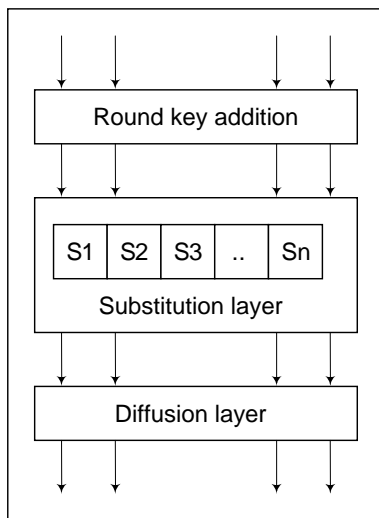 Round key addition
S1 S2 S3 .. Sn
Substitution layer
Diffusion layer